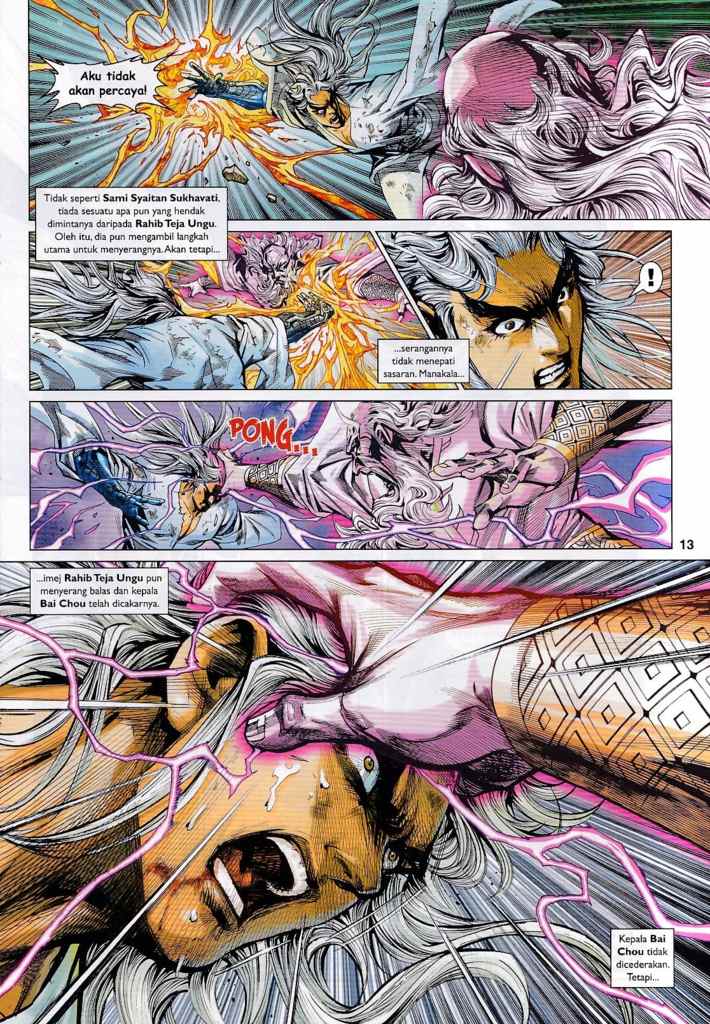 Aku tidak
akan percaya!
Tidak seperti Sami Syaitan Sukhavati,
tiada sesuatu apa pun yang hendak
dimintanya daripada Rahib Teja Ungu.
Oleh itu, dia pun mengambil langkah
utama untuk menyerangnya. Akan tetapi...
!
...serangannya
tidak menepati
sasaran. Manakala...
PONG...
13
...imej Rahib Teja Ungu pun
menyerang balas dan kepala
Bai Chou telah dicakarnya.
Kepala Bai
Chou tidak
dicederakan.
Tetapi...